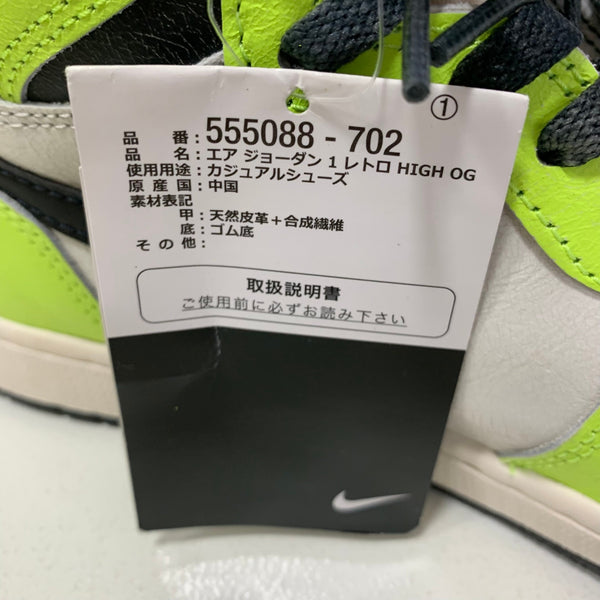 ①
品番：555088-702
品名：エア ジョーダン 1 レトロ HIGH OG
使用用途：カジュアルシューズ
原産国：中国
素材表記
甲：天然皮革＋合成繊維
底：ゴム底
その他：
取扱説明書
ご使用前に必ずお読み下さい